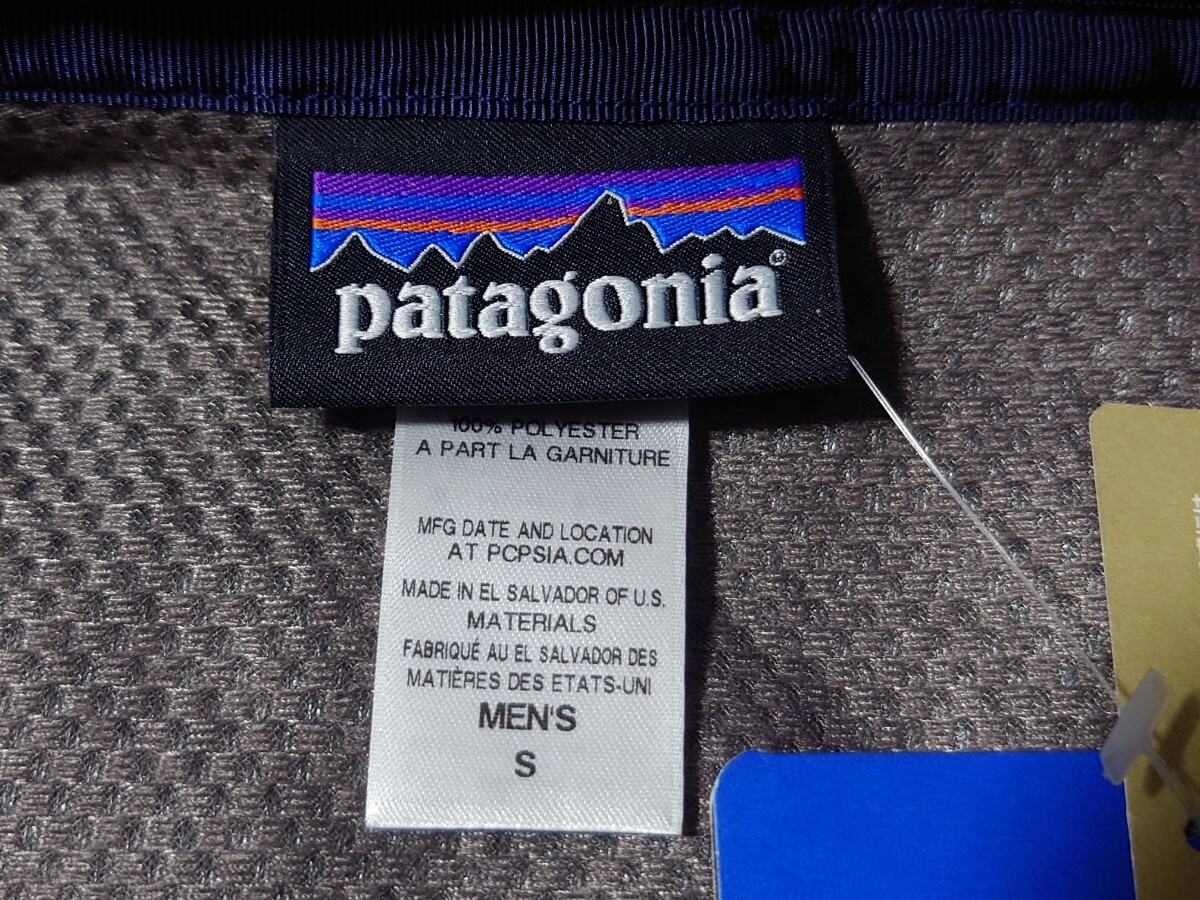 patagonia®
100% POLYESTER
A PART LA GARNITURE
MFG DATE AND LOCATION
AT PCPSIA.COM
MADE IN EL SALVADOR OF U.S.
MATERIALS
FABRIQUÉ AU EL SALVADOR DES
MATIÈRES DES ETATS-UNI
MEN'S
S